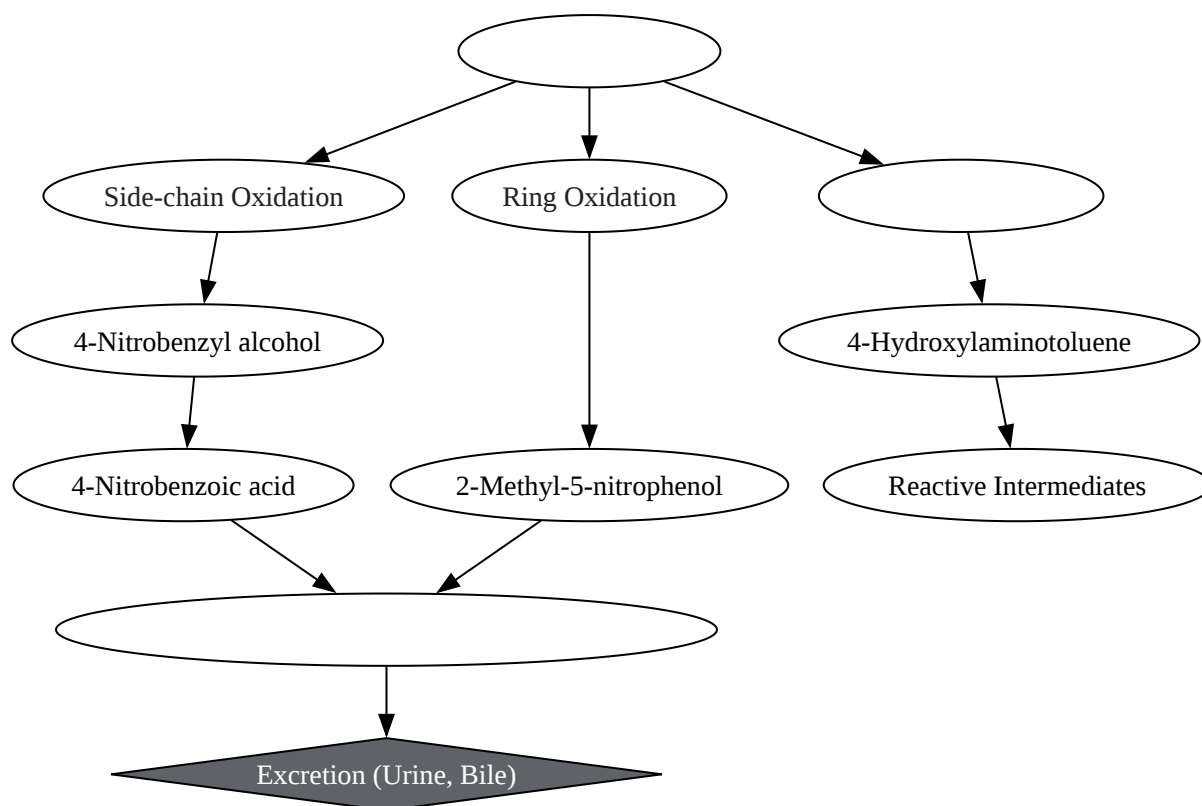 Side-chain Oxidation
Ring Oxidation
4-Nitrobenzyl alcohol
4-Hydroxylaminotoluene
4-Nitrobenzoic acid
2-Methyl-5-nitrophenol
Reactive Intermediates
Excretion (Urine, Bile)